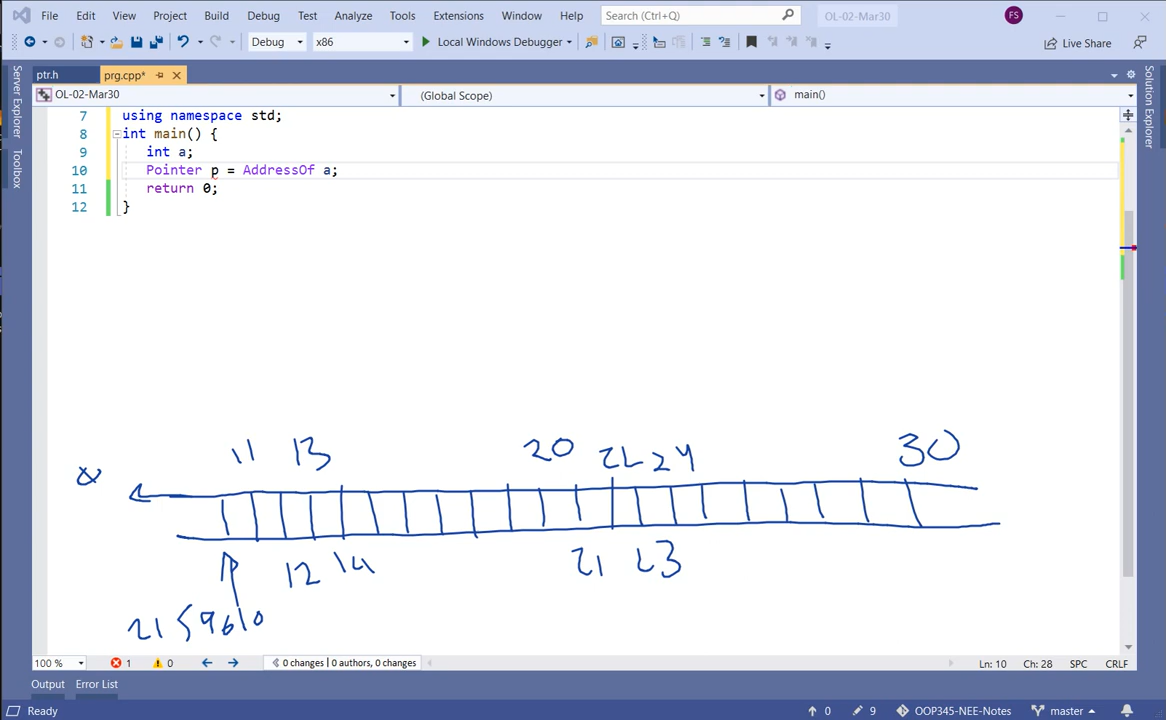 File Edit View Project Build Debug Test Analyze Tools Extensions Window Help Search (Ctrl+Q) OL-02-Mar30 FS
Debug x86 Local Windows Debugger Live Share
ptr.h prg.cpp*
OL-02-Mar30 (Global Scope) main()
Server Explorer
Toolbox
Solution Explorer
7 using namespace std;
8 int main() {
9 int a;
10 Pointer p = AddressOf a;
11 return 0;
12 }
11 13 20 22 24 30
12 14 21 23
2159610
100 % 1 0 0 changes | 0 authors, 0 changes Ln: 10 Ch: 28 SPC CRLF
Output Error List
Ready 0 9 OOP345-NEE-Notes master